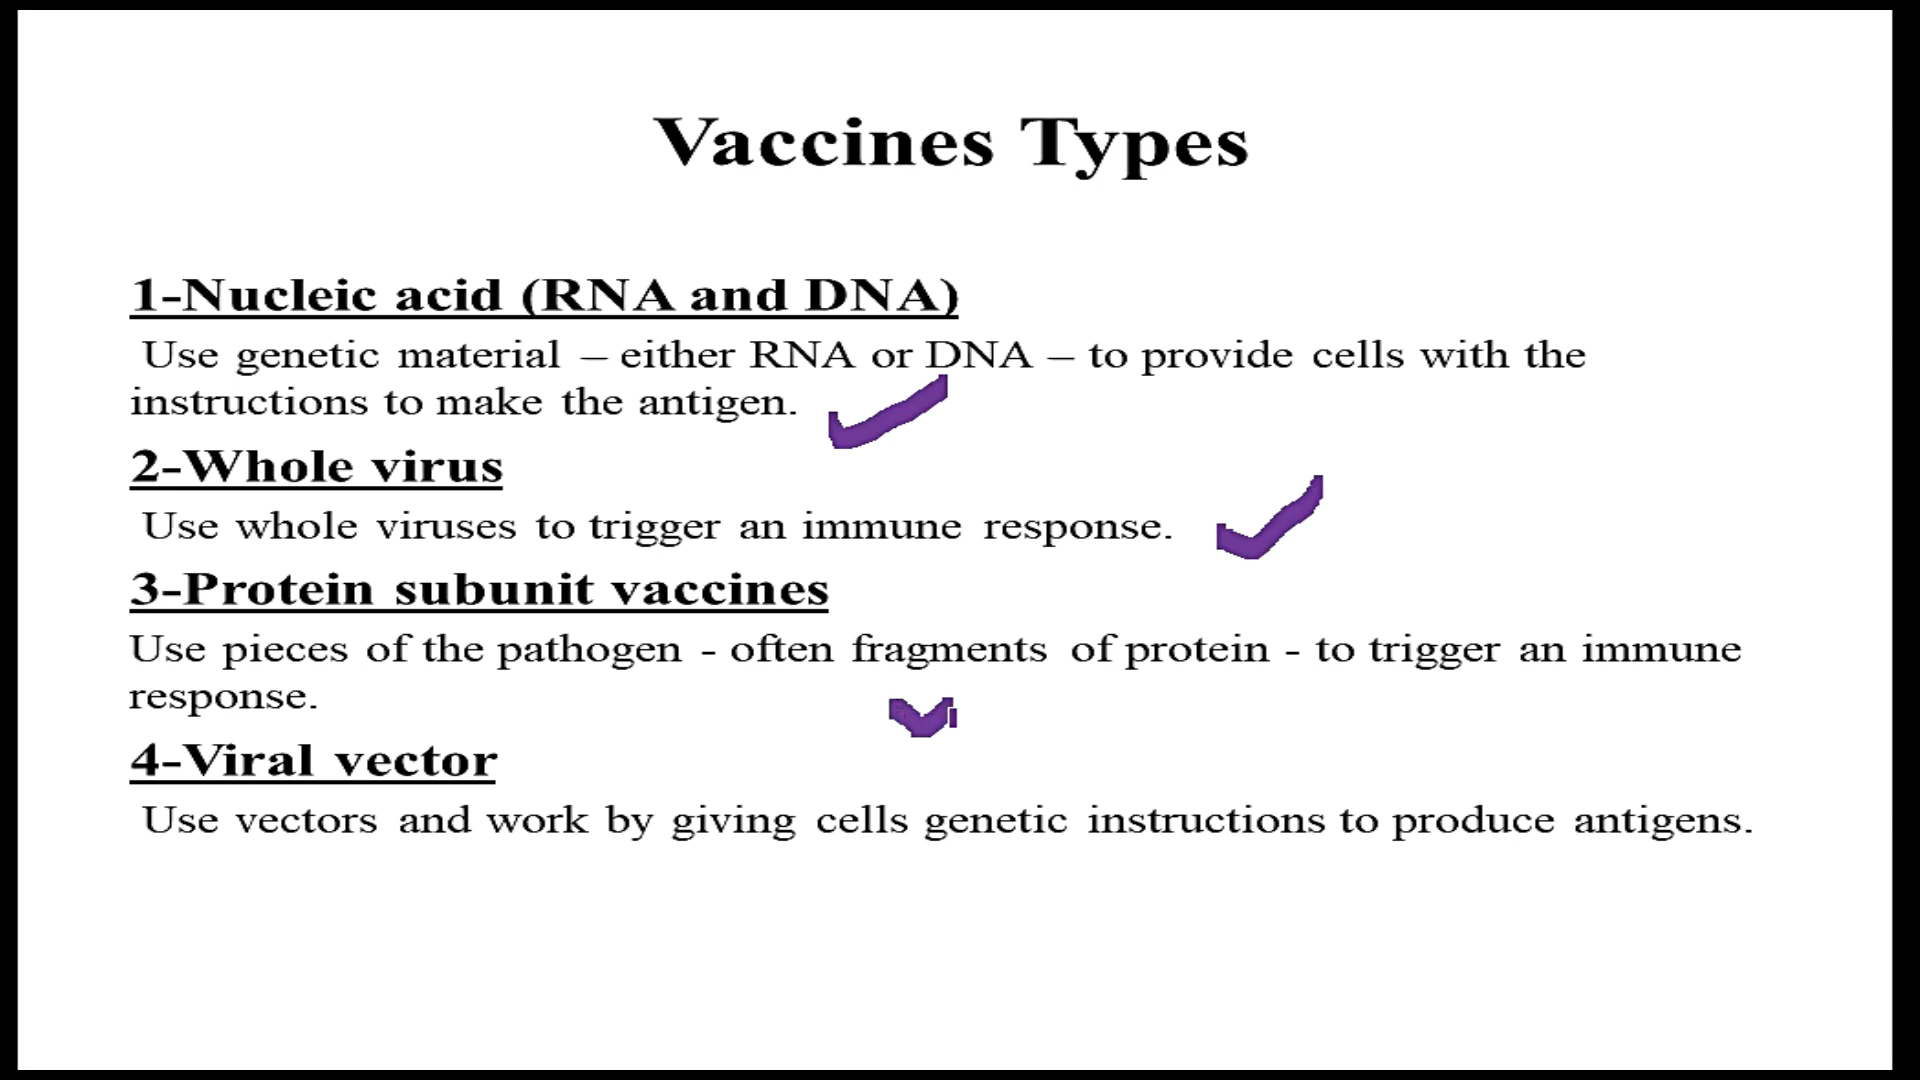 Vaccines Types
1-Nucleic acid (RNA and DNA)
Use genetic material – either RNA or DNA – to provide cells with the
instructions to make the antigen.
2-Whole virus
Use whole viruses to trigger an immune response.
3-Protein subunit vaccines
Use pieces of the pathogen - often fragments of protein - to trigger an immune
response.
4-Viral vector
Use vectors and work by giving cells genetic instructions to produce antigens.